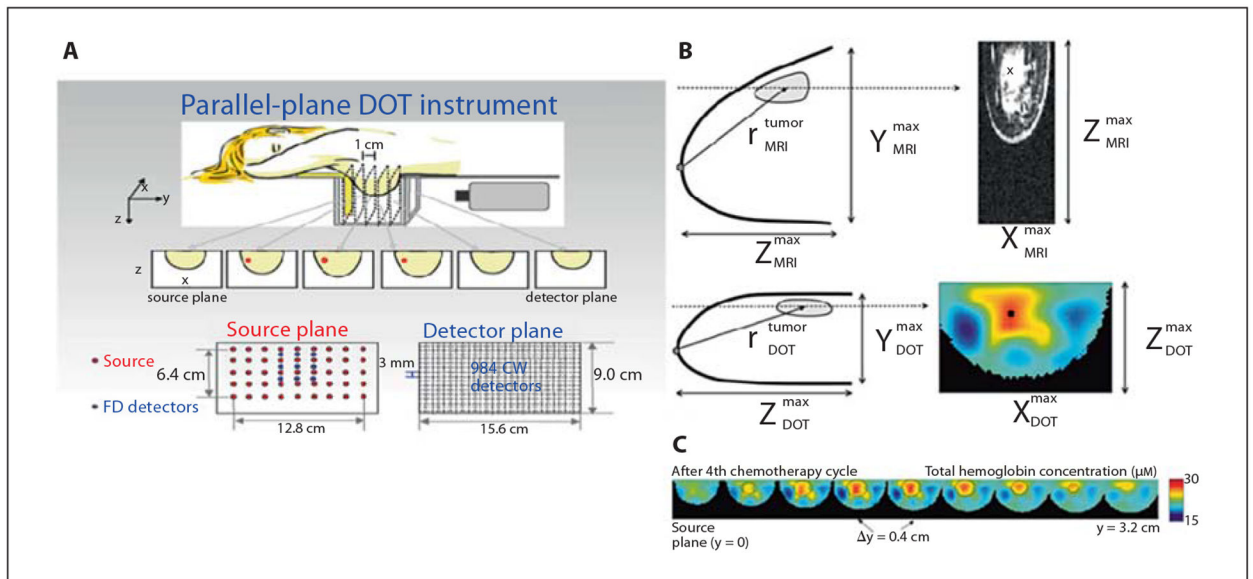 A
Parallel-plane DOT instrument
1 cm
x
y
z
z
x
source plane
detector plane
Source plane
Detector plane
Source
FD detectors
6.4 cm
12.8 cm
3 mm
984 CW
detectors
9.0 cm
15.6 cm
B
r tumor MRI
Y max MRI
Z max MRI
x
Z max MRI
X max MRI
r tumor DOT
Y max DOT
Z max DOT
Z max DOT
X max DOT
C
After 4th chemotherapy cycle
Total hemoglobin concentration (μM)
30
15
Source
plane (y = 0)
Δy = 0.4 cm
y = 3.2 cm